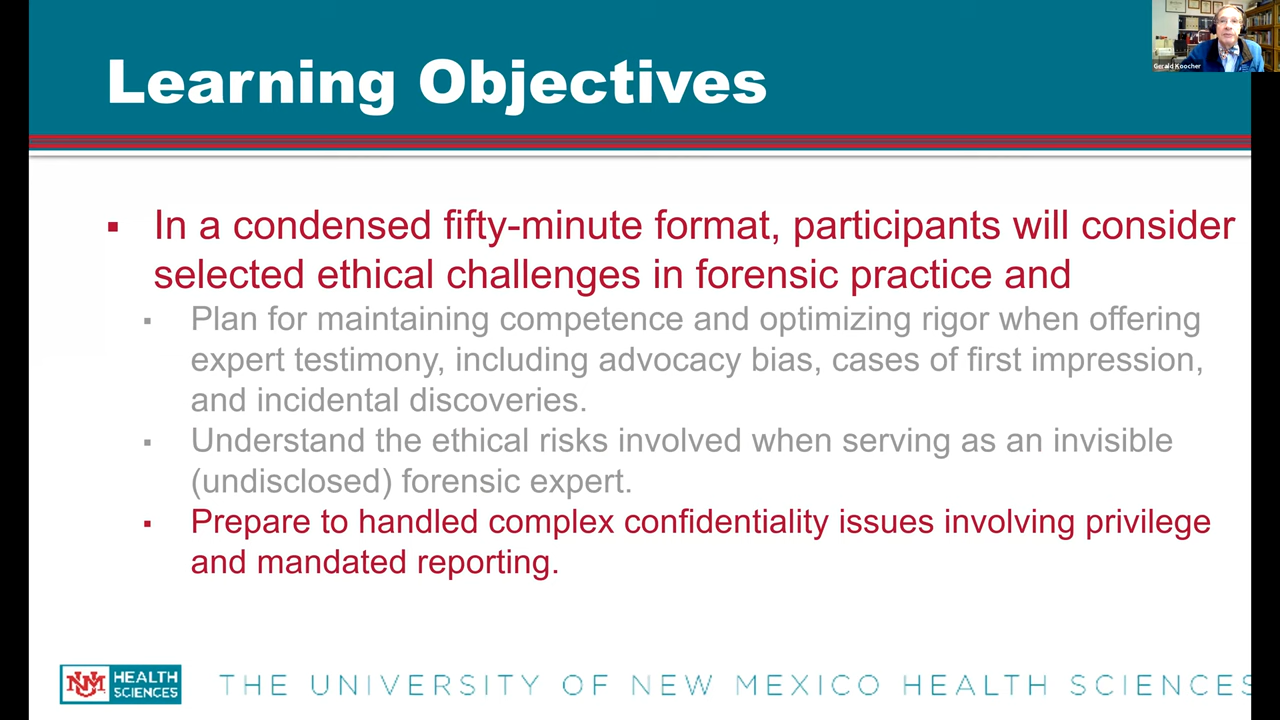 Learning Objectives
Gerald Koocher
▪ In a condensed fifty-minute format, participants will consider
selected ethical challenges in forensic practice and
▪ Plan for maintaining competence and optimizing rigor when offering
expert testimony, including advocacy bias, cases of first impression,
and incidental discoveries.
▪ Understand the ethical risks involved when serving as an invisible
(undisclosed) forensic expert.
▪ Prepare to handled complex confidentiality issues involving privilege
and mandated reporting.
UNM HEALTH
SCIENCES
THE UNIVERSITY OF NEW MEXICO HEALTH SCIENCES